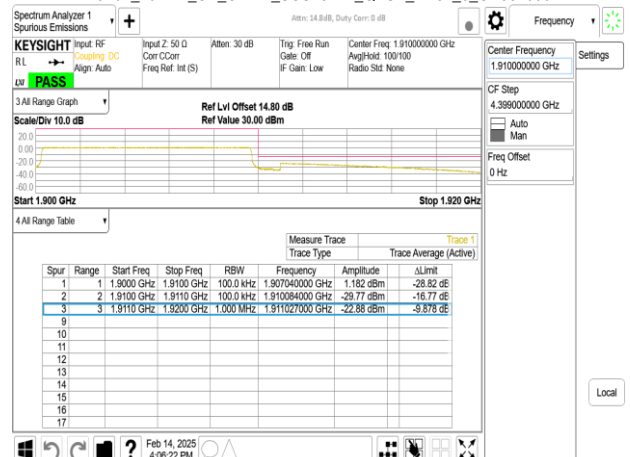 Spectrum Analyzer 1
Spurious Emissions
Attn: 14.8dB, Duty Corr: 0 dB
Frequency
KEYSIGHT
RL
Input: RF
Coupling: DC
Align: Auto
Input Z: 50 Ω
Corr CCorr
Freq Ref: Int (S)
Atten: 30 dB
Trig: Free Run
Gate: Off
IF Gain: Low
Center Freq: 1.910000000 GHz
Avg|Hold: 100/100
Radio Std: None
LXI PASS
Center Frequency
1.910000000 GHz
Settings
CF Step
4.399000000 GHz
Auto
Man
Freq Offset
0 Hz
3 All Range Graph
Scale/Div 10.0 dB
Ref Lvl Offset 14.80 dB
Ref Value 30.00 dBm
20.0
0.00
-20.0
-40.0
-60.0
Start 1.900 GHz
Stop 1.920 GHz
4 All Range Table
Measure Trace Trace 1
Trace Type Trace Average (Active)
Spur Range Start Freq Stop Freq RBW Frequency Amplitude ΔLimit
1 1 1.9000 GHz 1.9100 GHz 100.0 kHz 1.907040000 GHz 1.182 dBm -28.82 dB
2 2 1.9100 GHz 1.9110 GHz 100.0 kHz 1.910084000 GHz -29.77 dBm -16.77 dB
3 3 1.9110 GHz 1.9200 GHz 1.000 MHz 1.911027000 GHz -22.88 dBm -9.878 dB
9
10
11
12
13
14
15
16
17
Local
Feb 14, 2025
4:06:22 PM